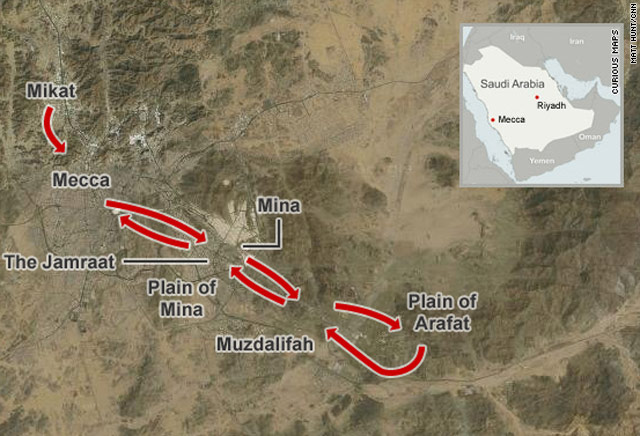 Mikat
Mecca
Mina
The Jamraat
Plain of
Mina
Muzdalifah
Plain of
Arafat
Iraq
Iran
Saudi Arabia
Riyadh
Mecca
Oman
Yemen
CURIOUS MAPS
MATT HUNT/CNN